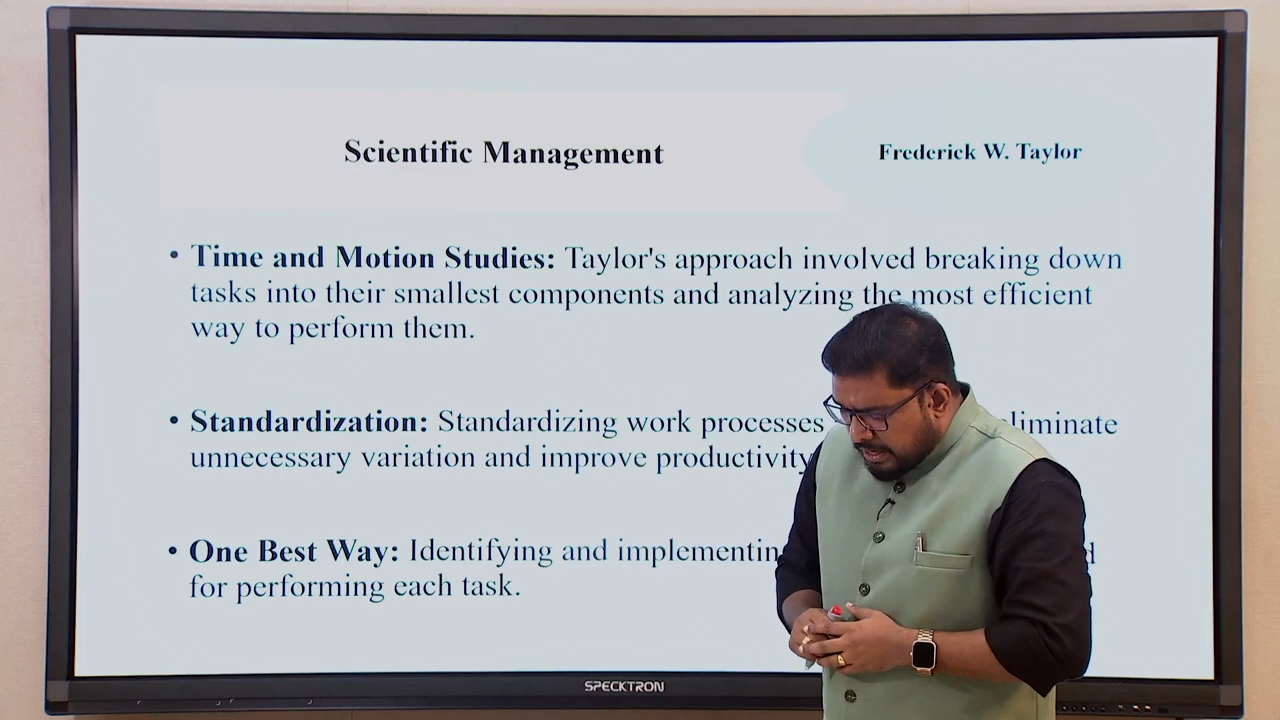 Scientific Management
Frederick W. Taylor
• Time and Motion Studies: Taylor's approach involved breaking down
tasks into their smallest components and analyzing the most efficient
way to perform them.
• Standardization: Standardizing work processes
unnecessary variation and improve productivity
• One Best Way: Identifying and
for performing each task.
SPECKTRON